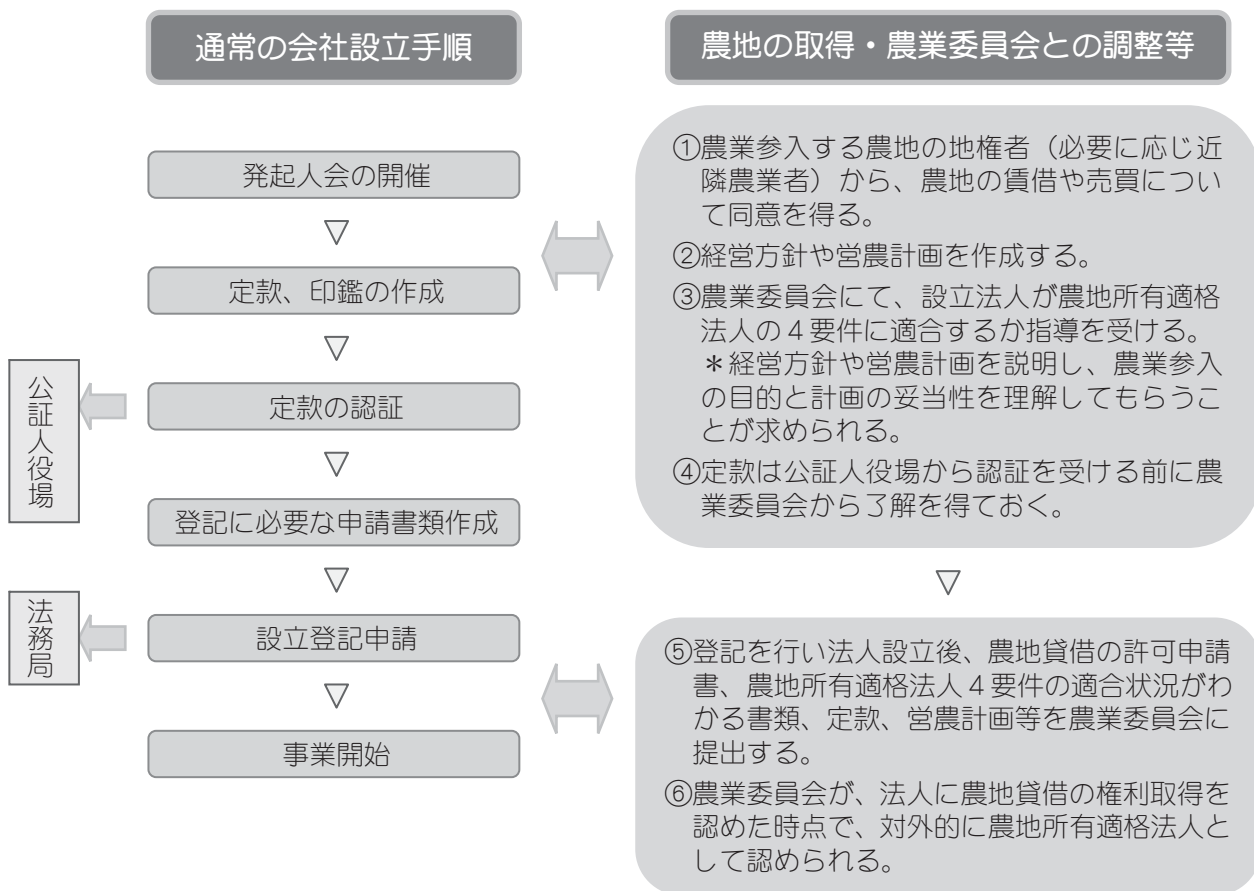 通常の会社設立手順
発起人会の開催
▽
定款、印鑑の作成
▽
定款の認証
▽
登記に必要な申請書類作成
▽
設立登記申請
▽
事業開始
公証人役場
法務局
農地の取得・農業委員会との調整等
①農業参入する農地の地権者（必要に応じ近
隣農業者）から、農地の賃借や売買につい
て同意を得る。
②経営方針や営農計画を作成する。
③農業委員会にて、設立法人が農地所有適格
法人の４要件に適合するか指導を受ける。
＊経営方針や営農計画を説明し、農業参入
の目的と計画の妥当性を理解してもらうこ
とが求められる。
④定款は公証人役場から認証を受ける前に農
業委員会から了解を得ておく。
▽
⑤登記を行い法人設立後、農地貸借の許可申請
書、農地所有適格法人４要件の適合状況がわ
かる書類、定款、営農計画等を農業委員会に
提出する。
⑥農業委員会が、法人に農地貸借の権利取得を
認めた時点で、対外的に農地所有適格法人と
して認められる。